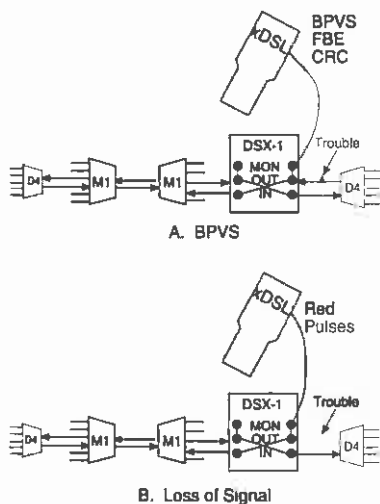 xDSL
BPVS
FBE
CRC
DSX-1
Trouble
MON
OUT
IN
D4
M1
M1
D4
A. BPVS
xDSL
Red
Pulses
DSX-1
Trouble
MON
OUT
IN
D4
M1
M1
D4
B. Loss of Signal